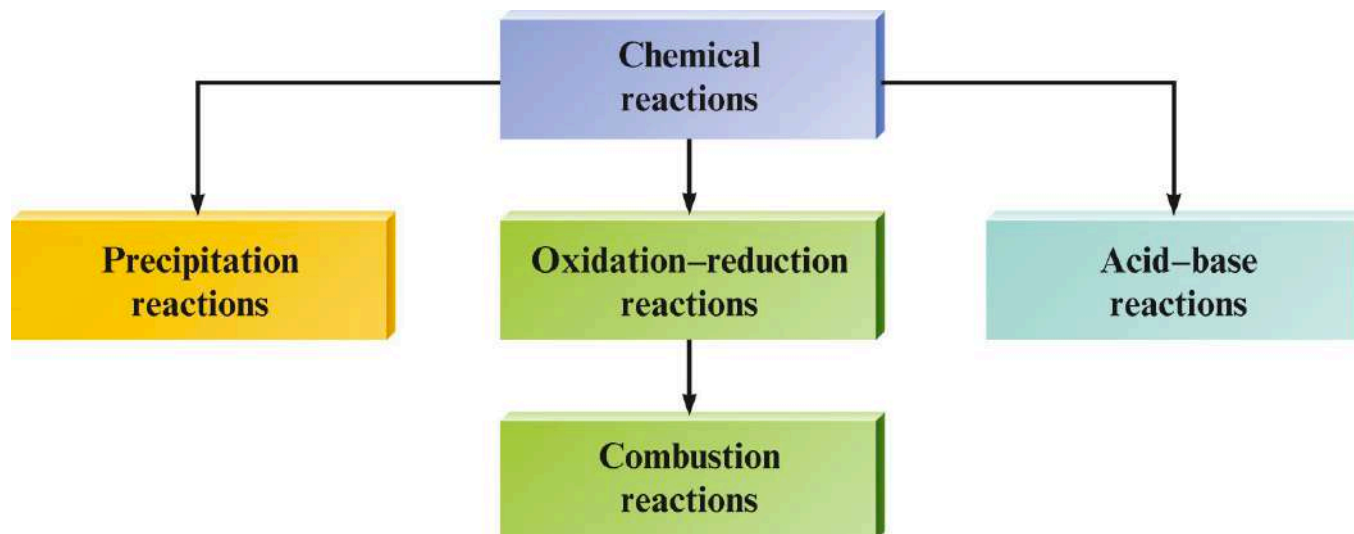 Chemical
reactions
Precipitation
reactions
Oxidation–reduction
reactions
Acid–base
reactions
Combustion
reactions